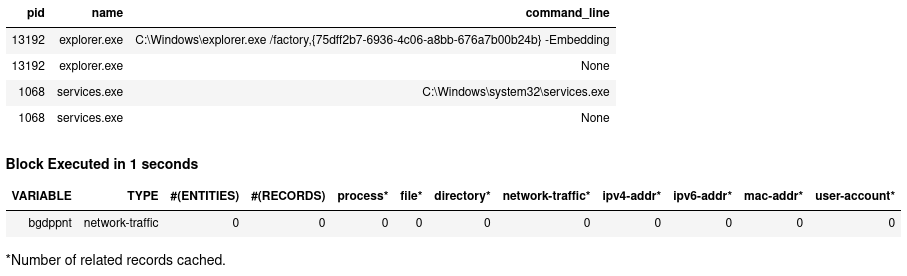 pid name command_line
13192 explorer.exe C:\Windows\explorer.exe /factory,{75dff2b7-6936-4c06-a8bb-676a7b00b24b} -Embedding
13192 explorer.exe None
1068 services.exe C:\Windows\system32\services.exe
1068 services.exe None
Block Executed in 1 seconds
VARIABLE TYPE #(ENTITIES) #(RECORDS) process* file* directory* network-traffic* ipv4-addr* ipv6-addr* mac-addr* user-account*
bgdppnt network-traffic 0 0 0 0 0 0 0 0 0 0
*Number of related records cached.